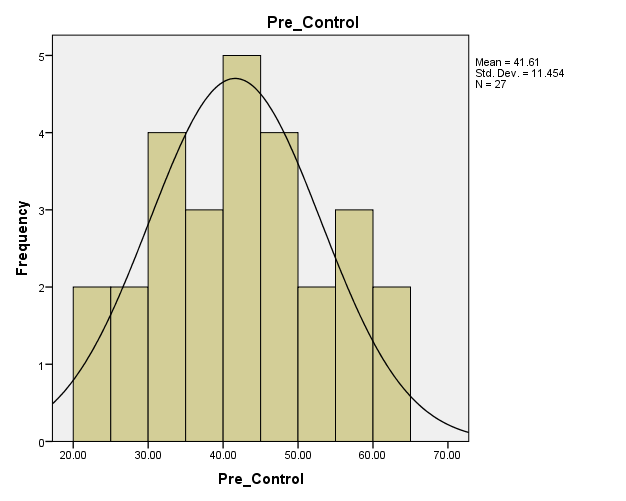 Pre_Control
Mean = 41.61
Std. Dev. = 11.454
N = 27
5
4
3
2
1
0
Frequency
20.00 30.00 40.00 50.00 60.00 70.00
Pre_Control